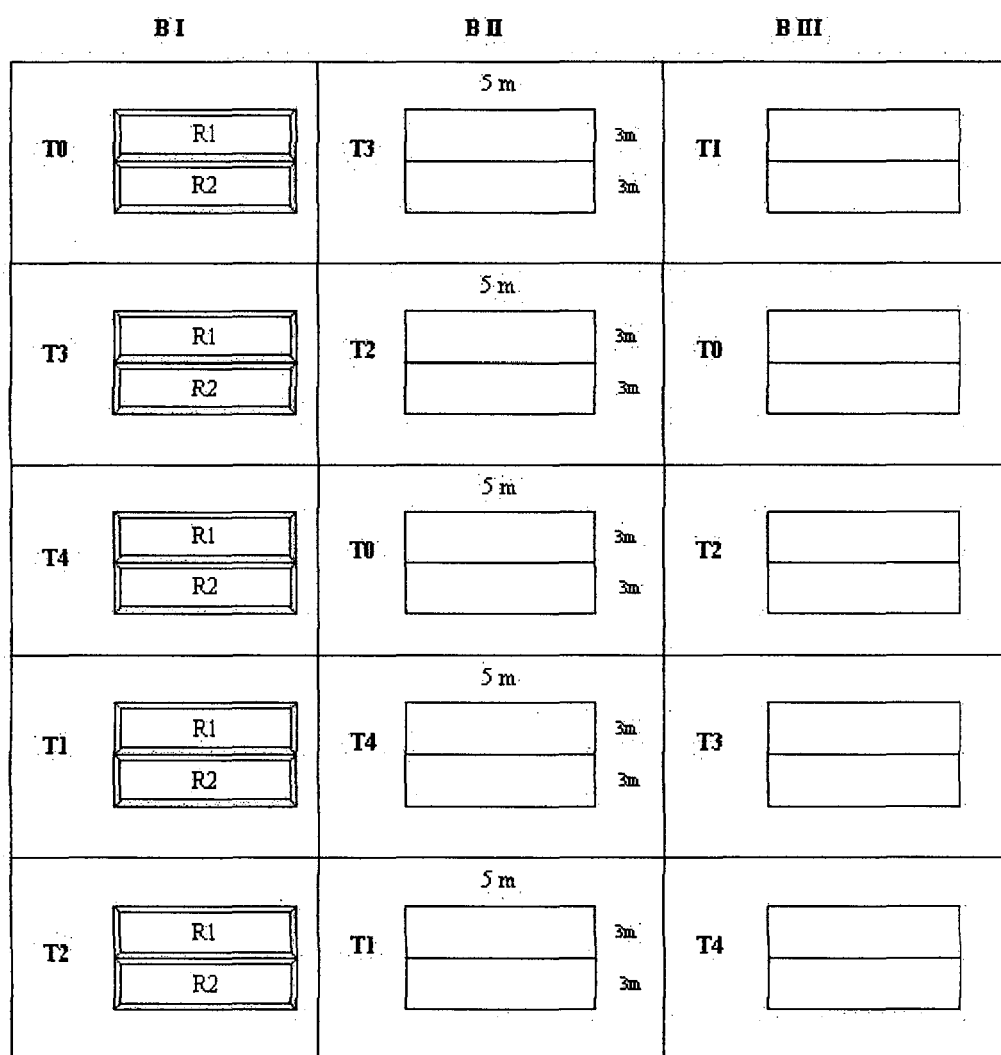 B I B II B III
5 m
T0 R1 T3 3m T1
R2 3m
5 m
T3 R1 T2 3m T0
R2 3m
5 m
T4 R1 T0 3m T2
R2 3m
5 m
T1 R1 T4 3m T3
R2 3m
5 m
T2 R1 T1 3m T4
R2 3m